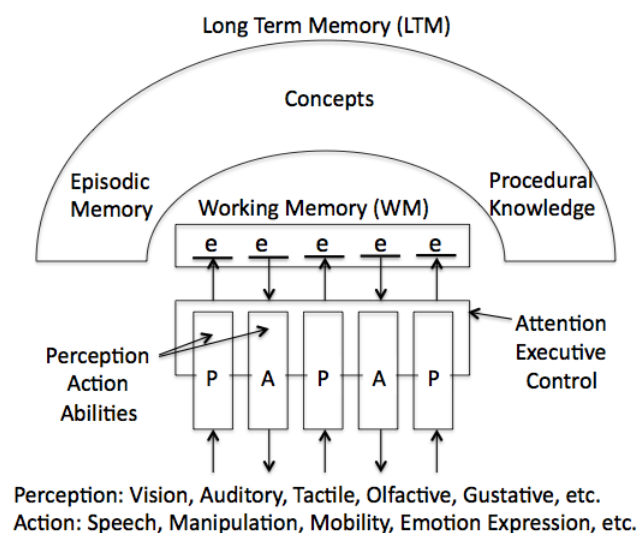 Long Term Memory (LTM)
Concepts
Episodic
Memory
Procedural
Knowledge
Working Memory (WM)
e e e e e
Perception
Action
Abilities
P A P A P
Attention
Executive
Control
Perception: Vision, Auditory, Tactile, Olfactive, Gustative, etc.
Action: Speech, Manipulation, Mobility, Emotion Expression, etc.